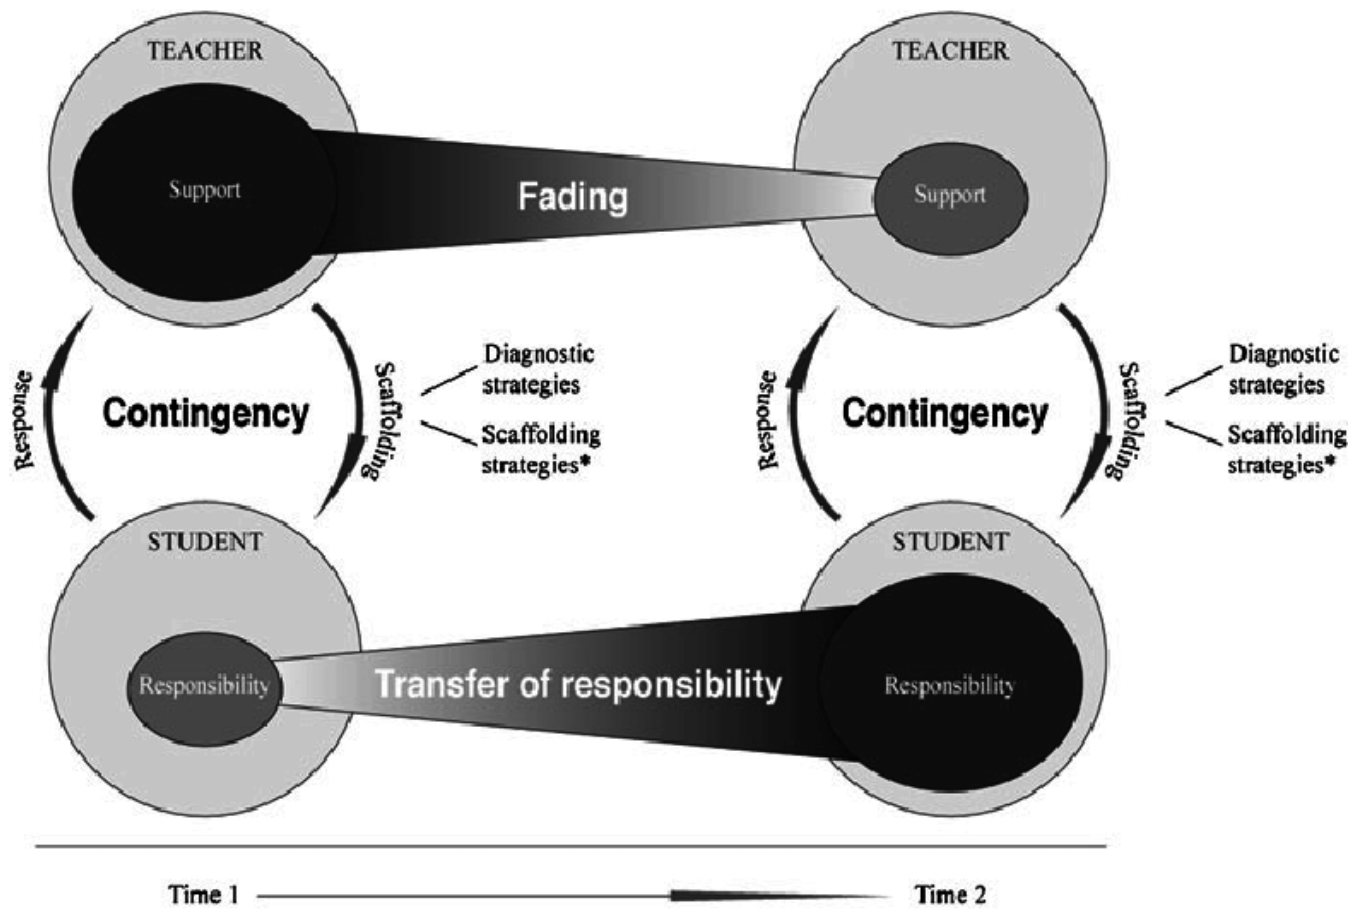 TEACHER
TEACHER
Support
Fading
Support
Response
Contingency
Scaffolding
Diagnostic
strategies
Scaffolding
strategies*
Response
Contingency
Scaffolding
Diagnostic
strategies
Scaffolding
strategies*
STUDENT
STUDENT
Responsibility
Transfer of responsibility
Responsibility
Time 1
Time 2